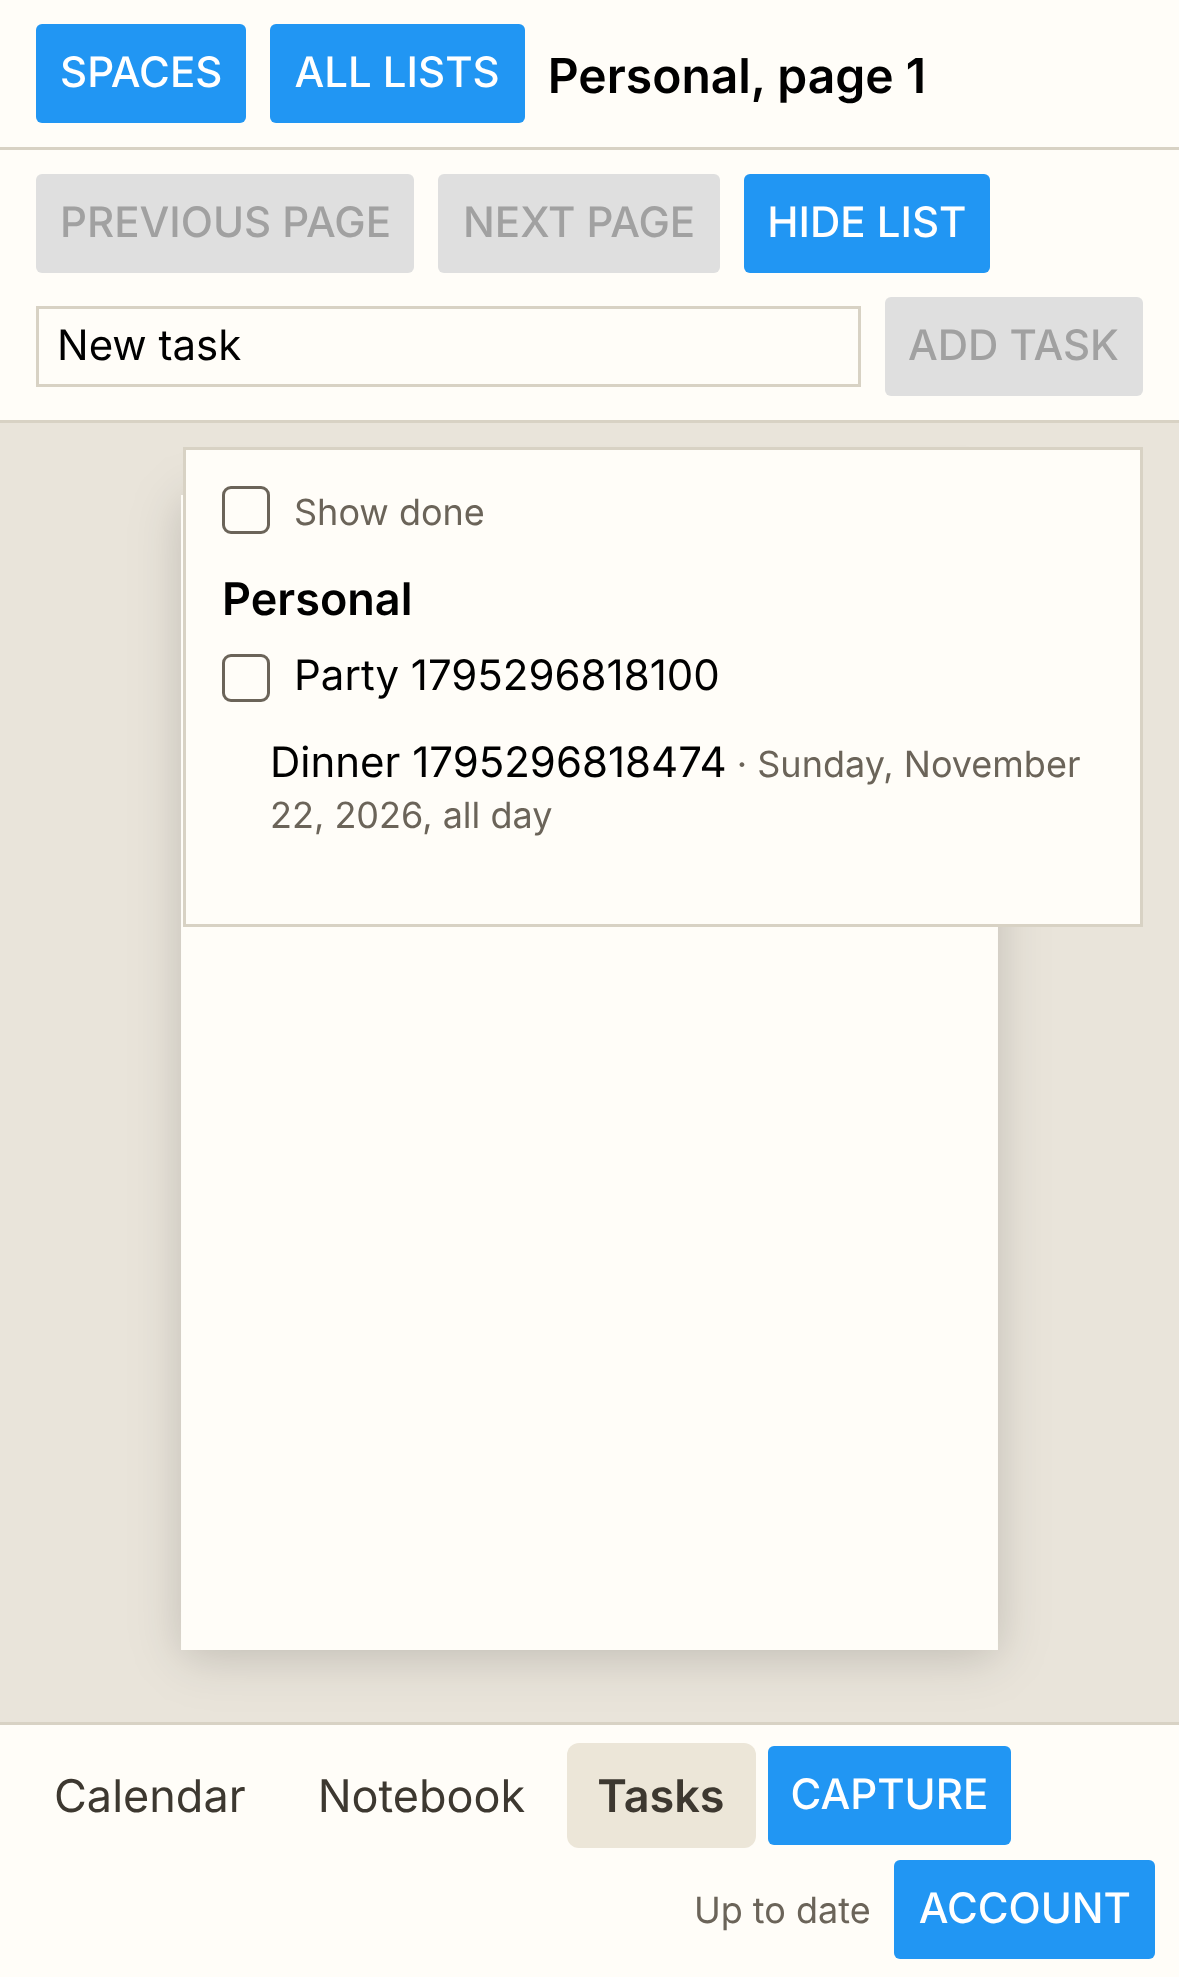 SPACES ALL LISTS Personal, page 1
PREVIOUS PAGE NEXT PAGE HIDE LIST
New task ADD TASK
Show done
Personal
Party 1795296818100
Dinner 1795296818474 · Sunday, November
22, 2026, all day
Calendar Notebook Tasks CAPTURE
Up to date ACCOUNT